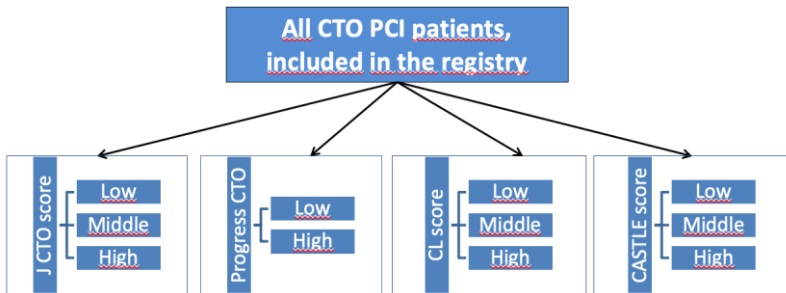 All CTO PCI patients,
included in the registry
J CTO score
Low
Middle
High
Progress CTO
Low
High
CL score
Low
Middle
High
CASTLE score
Low
Middle
High